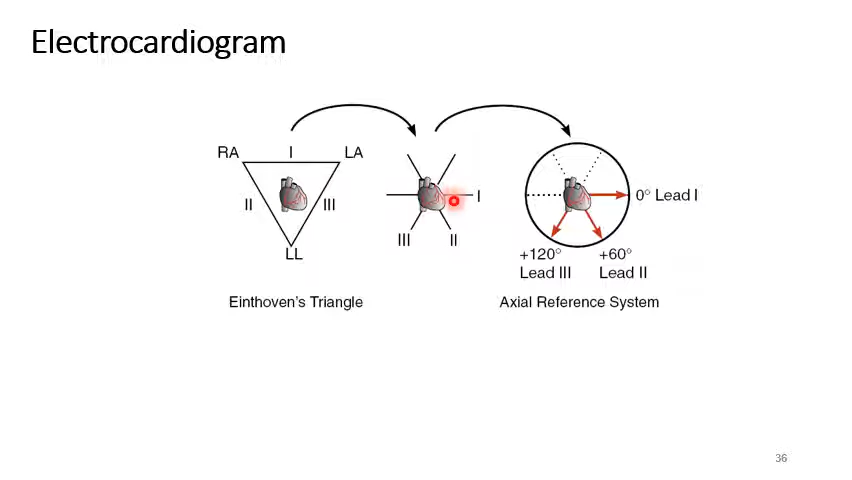 Electrocardiogram
RA
I
LA
II
III
LL
Einthoven's Triangle
I
III
II
0° Lead I
+120°
Lead III
+60°
Lead II
Axial Reference System
36